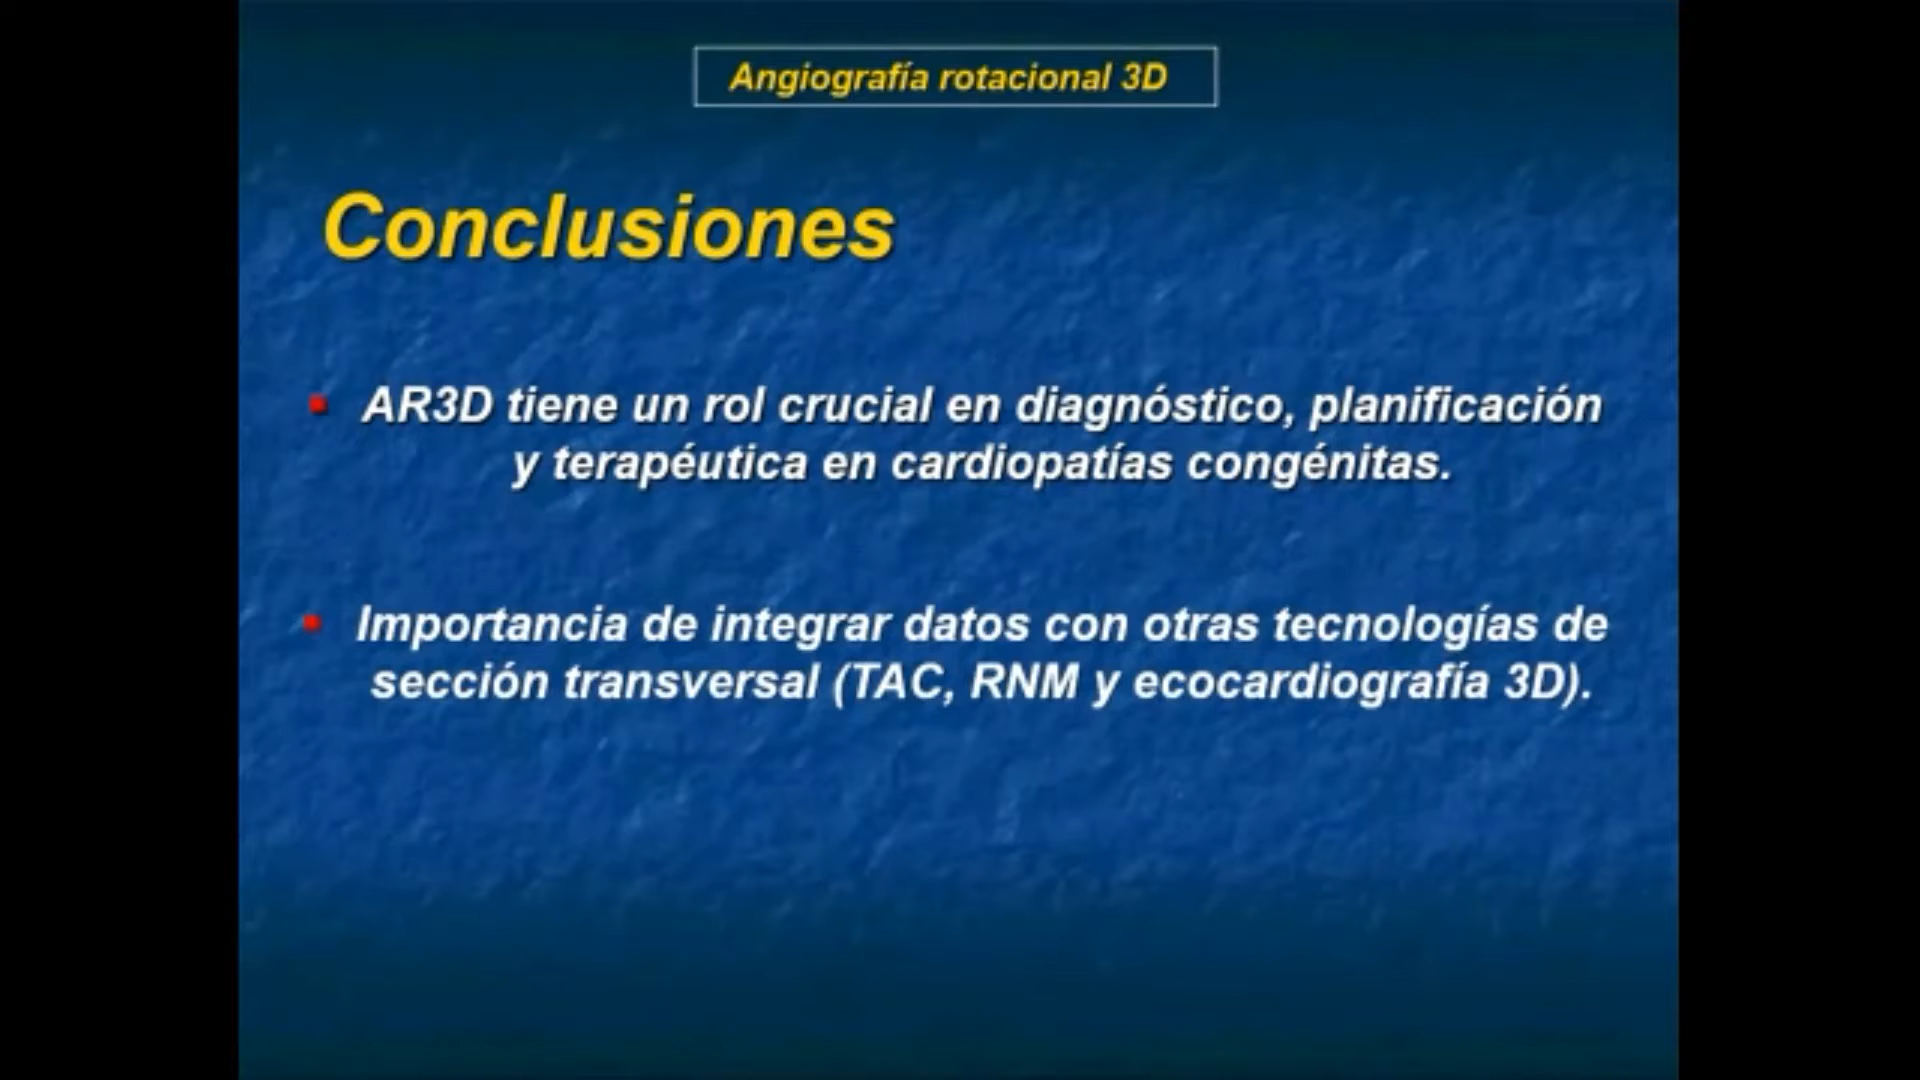 Angiografía rotacional 3D
Conclusiones
AR3D tiene un rol crucial en diagnóstico, planificación
y terapéutica en cardiopatías congénitas.
Importancia de integrar datos con otras tecnologías de
sección transversal (TAC, RNM y ecocardiografía 3D).